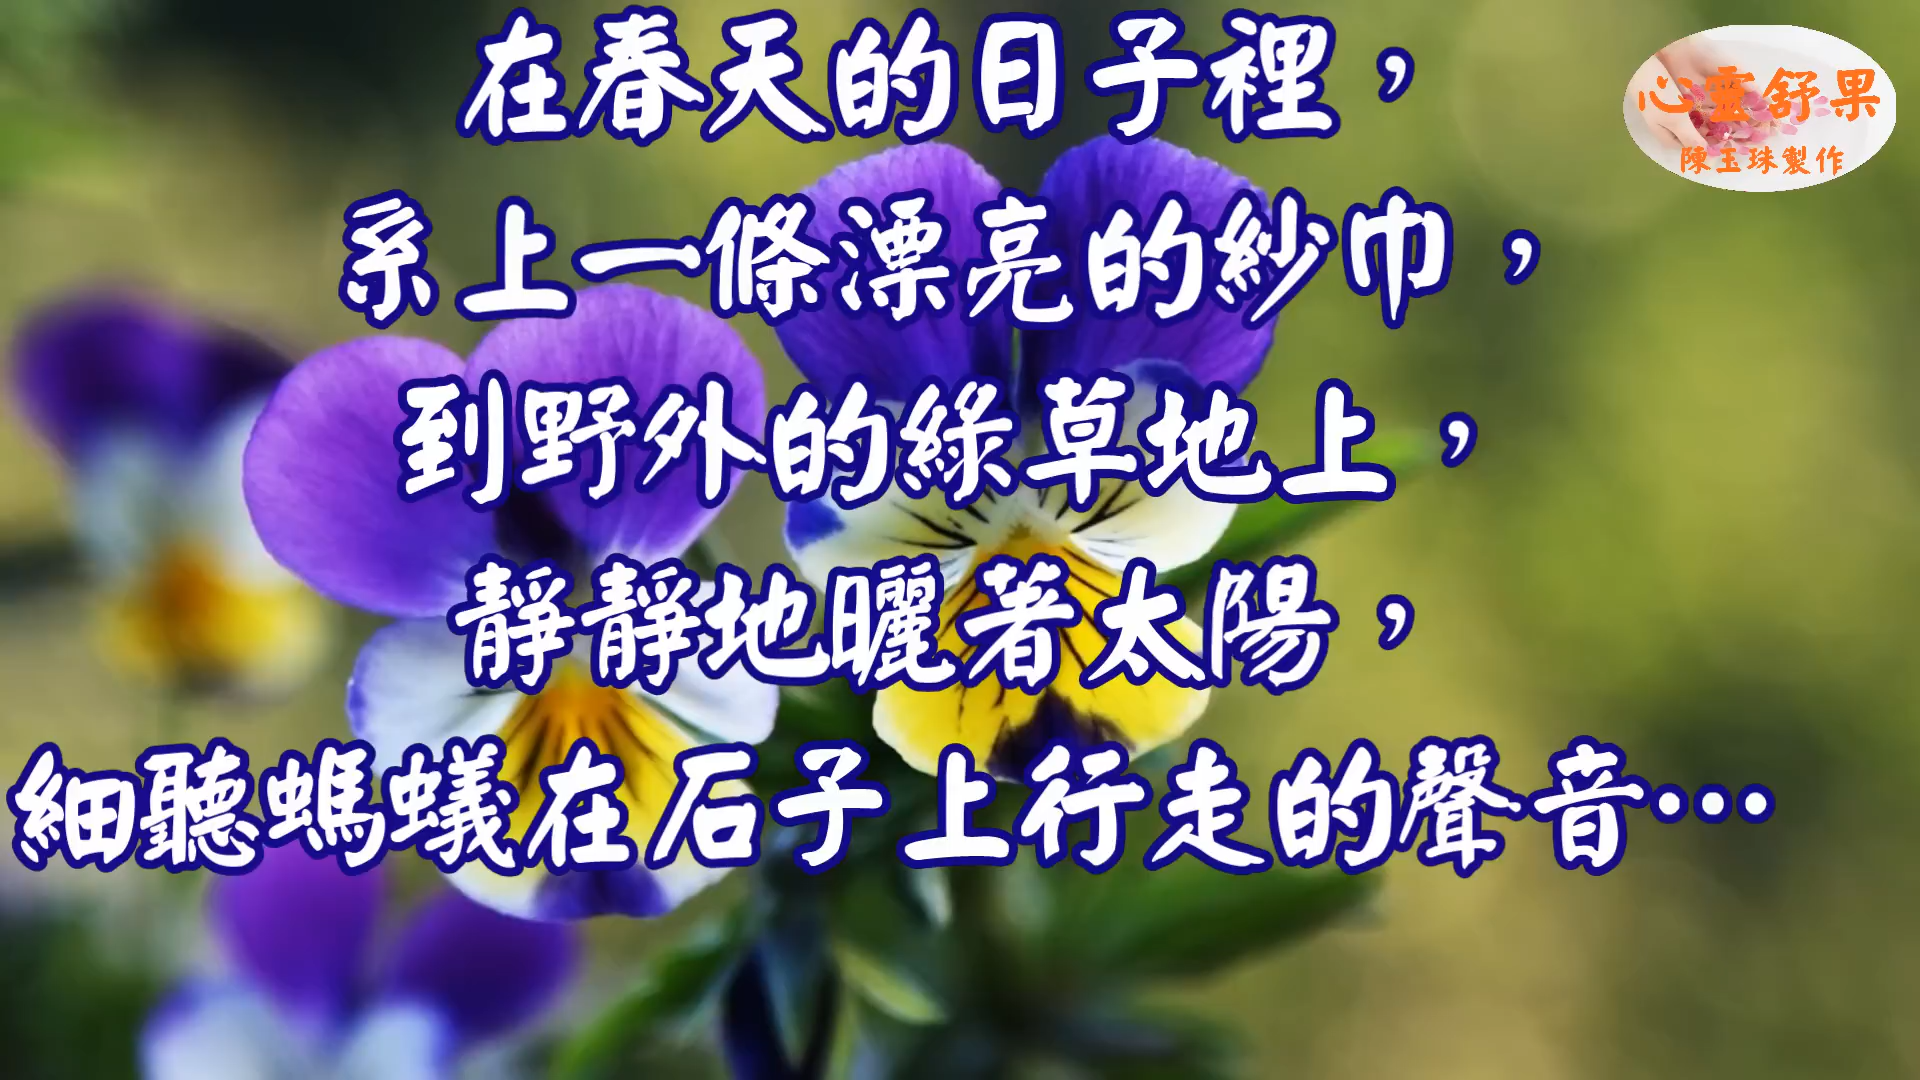 在春天的日子裡，
系上一條漂亮的紗巾，
到野外的綠草地上，
靜靜地曬著太陽，
細聽螞蟻在石子上行走的聲音…
心靈舒果
陳玉珠製作